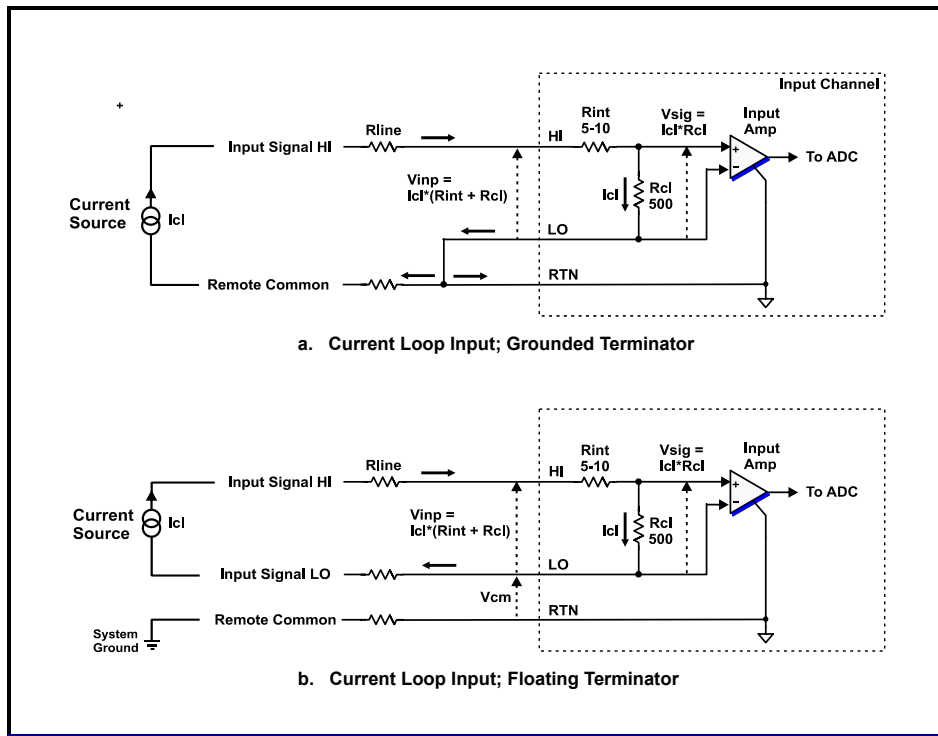 Input Channel
+
Rline
HI
Rint
5-10
Vsig =
Icl*Rcl
Input
Amp
Input Signal HI
+
To ADC
Vinp =
Icl*(Rint + Rcl)
−
Current
Source
Icl
Icl
Rcl
500
LO
Remote Common
RTN
a. Current Loop Input; Grounded Terminator
Rline
HI
Rint
5-10
Vsig =
Icl*Rcl
Input
Amp
Input Signal HI
+
To ADC
Vinp =
Icl*(Rint + Rcl)
−
Current
Source
Icl
Icl
Rcl
500
LO
Input Signal LO
Vcm
RTN
Remote Common
System
Ground
b. Current Loop Input; Floating Terminator